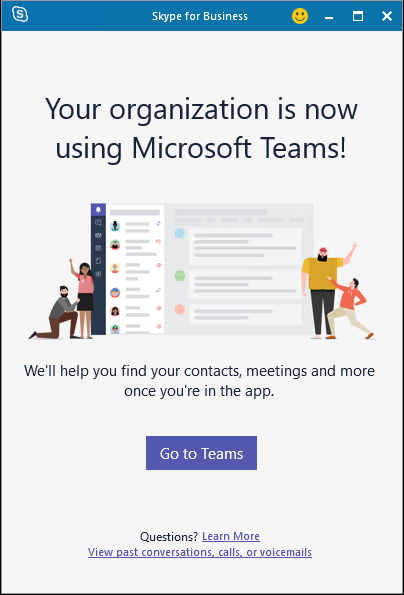 Skype for Business
Your organization is now
using Microsoft Teams!
We'll help you find your contacts, meetings and more
once you're in the app.
Go to Teams
Questions? Learn More
View past conversations, calls, or voicemails